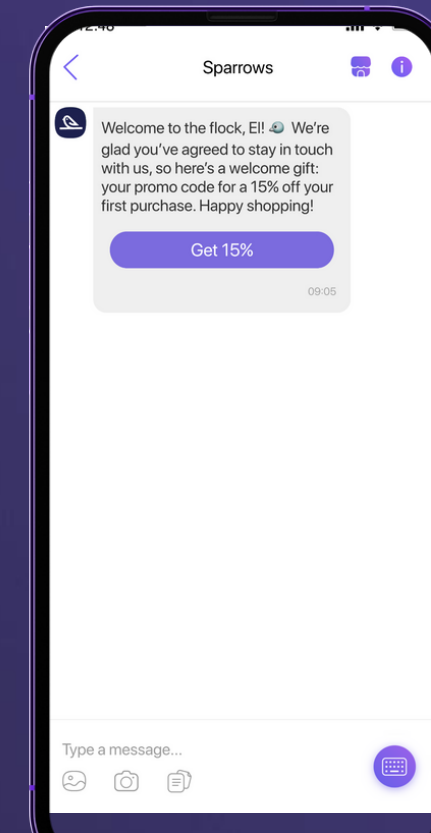 Sparrows
Welcome to the flock, El! 🐦 We're
glad you've agreed to stay in touch
with us, so here's a welcome gift:
your promo code for a 15% off your
first purchase. Happy shopping!
Get 15%
09:05
Type a message...